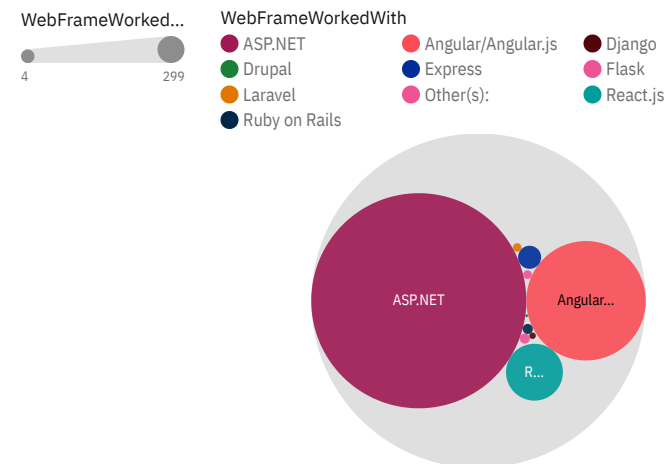 WebFrameWorked...
4 299
WebFrameWorkedWith
ASP.NET Angular/Angular.js Django
Drupal Express Flask
Laravel Other(s): React.js
Ruby on Rails
ASP.NET
Angular...
R...